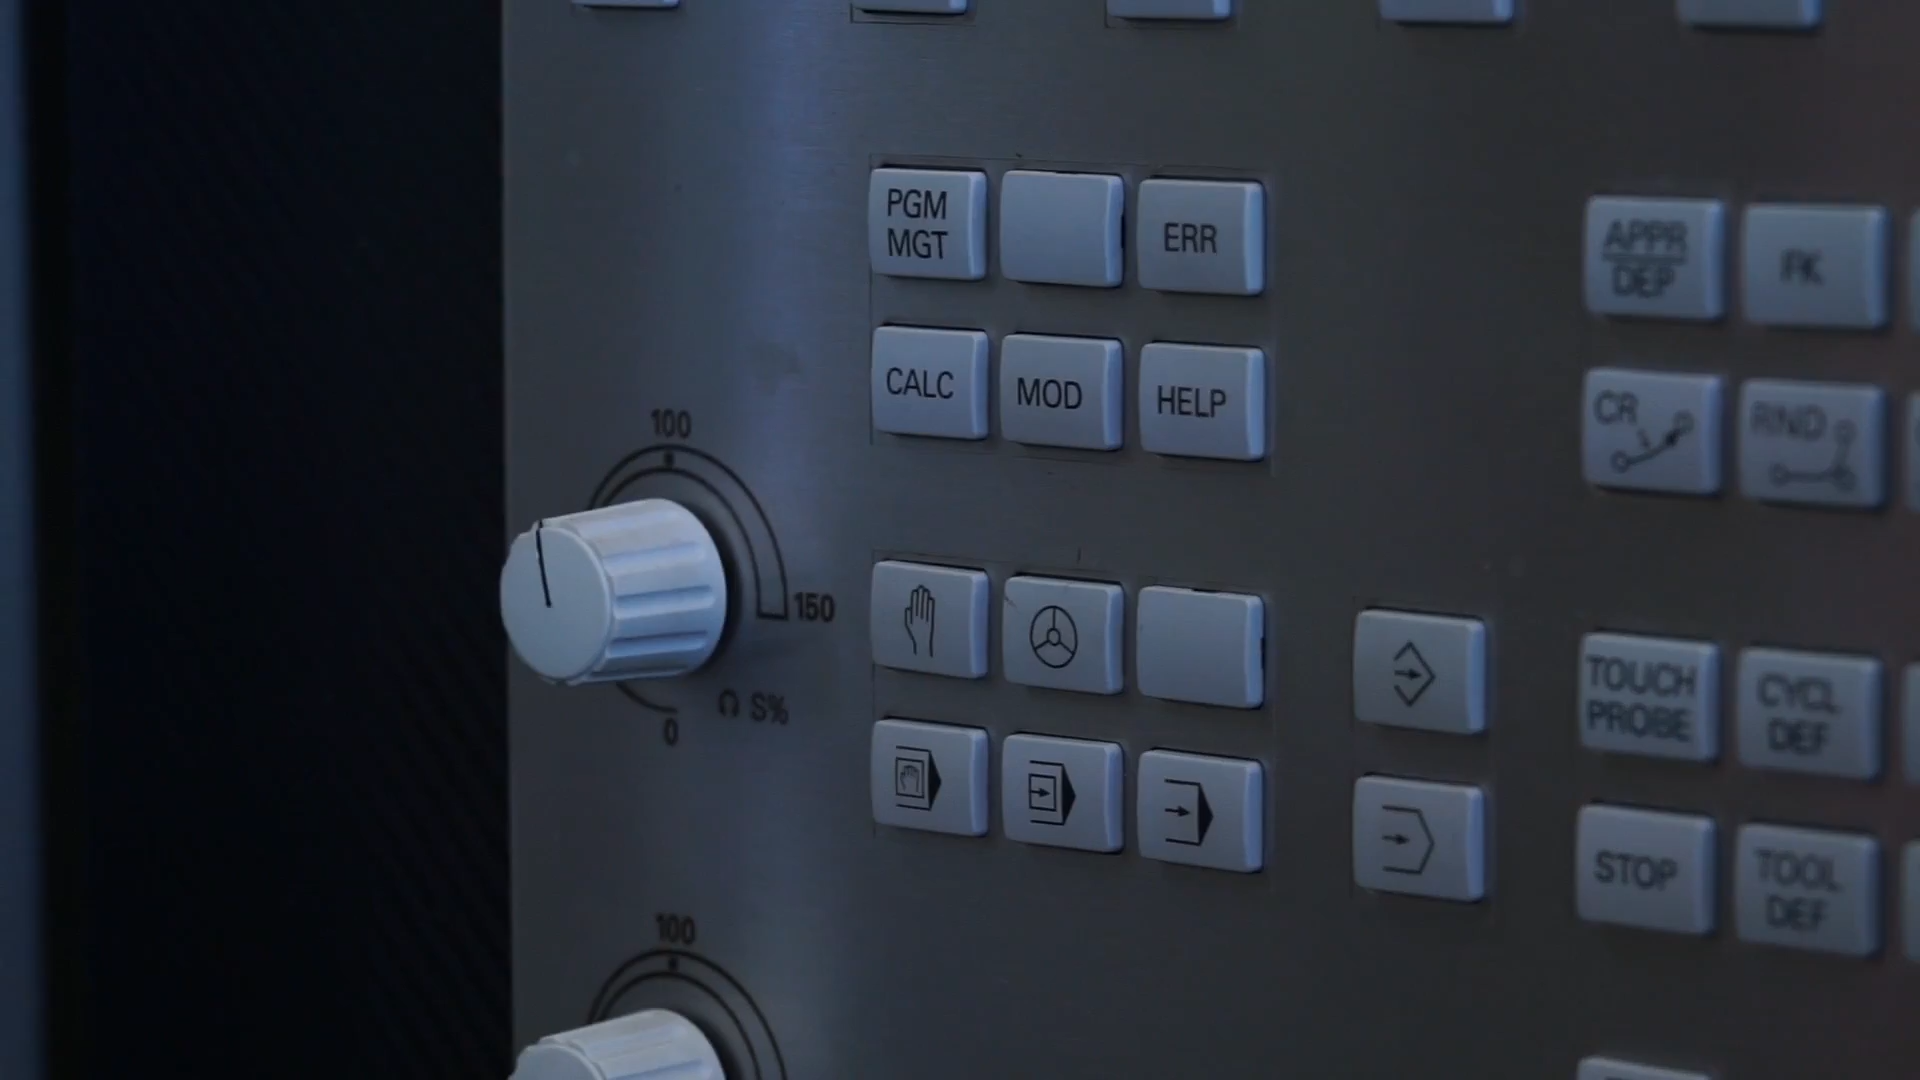 PGM
MGT
ERR
CALC
MOD
HELP
APPR
DEP
FK
CR
RND
100
150
0
S%
TOUCH
PROBE
CYCL
DEF
STOP
TOOL
DEF
100